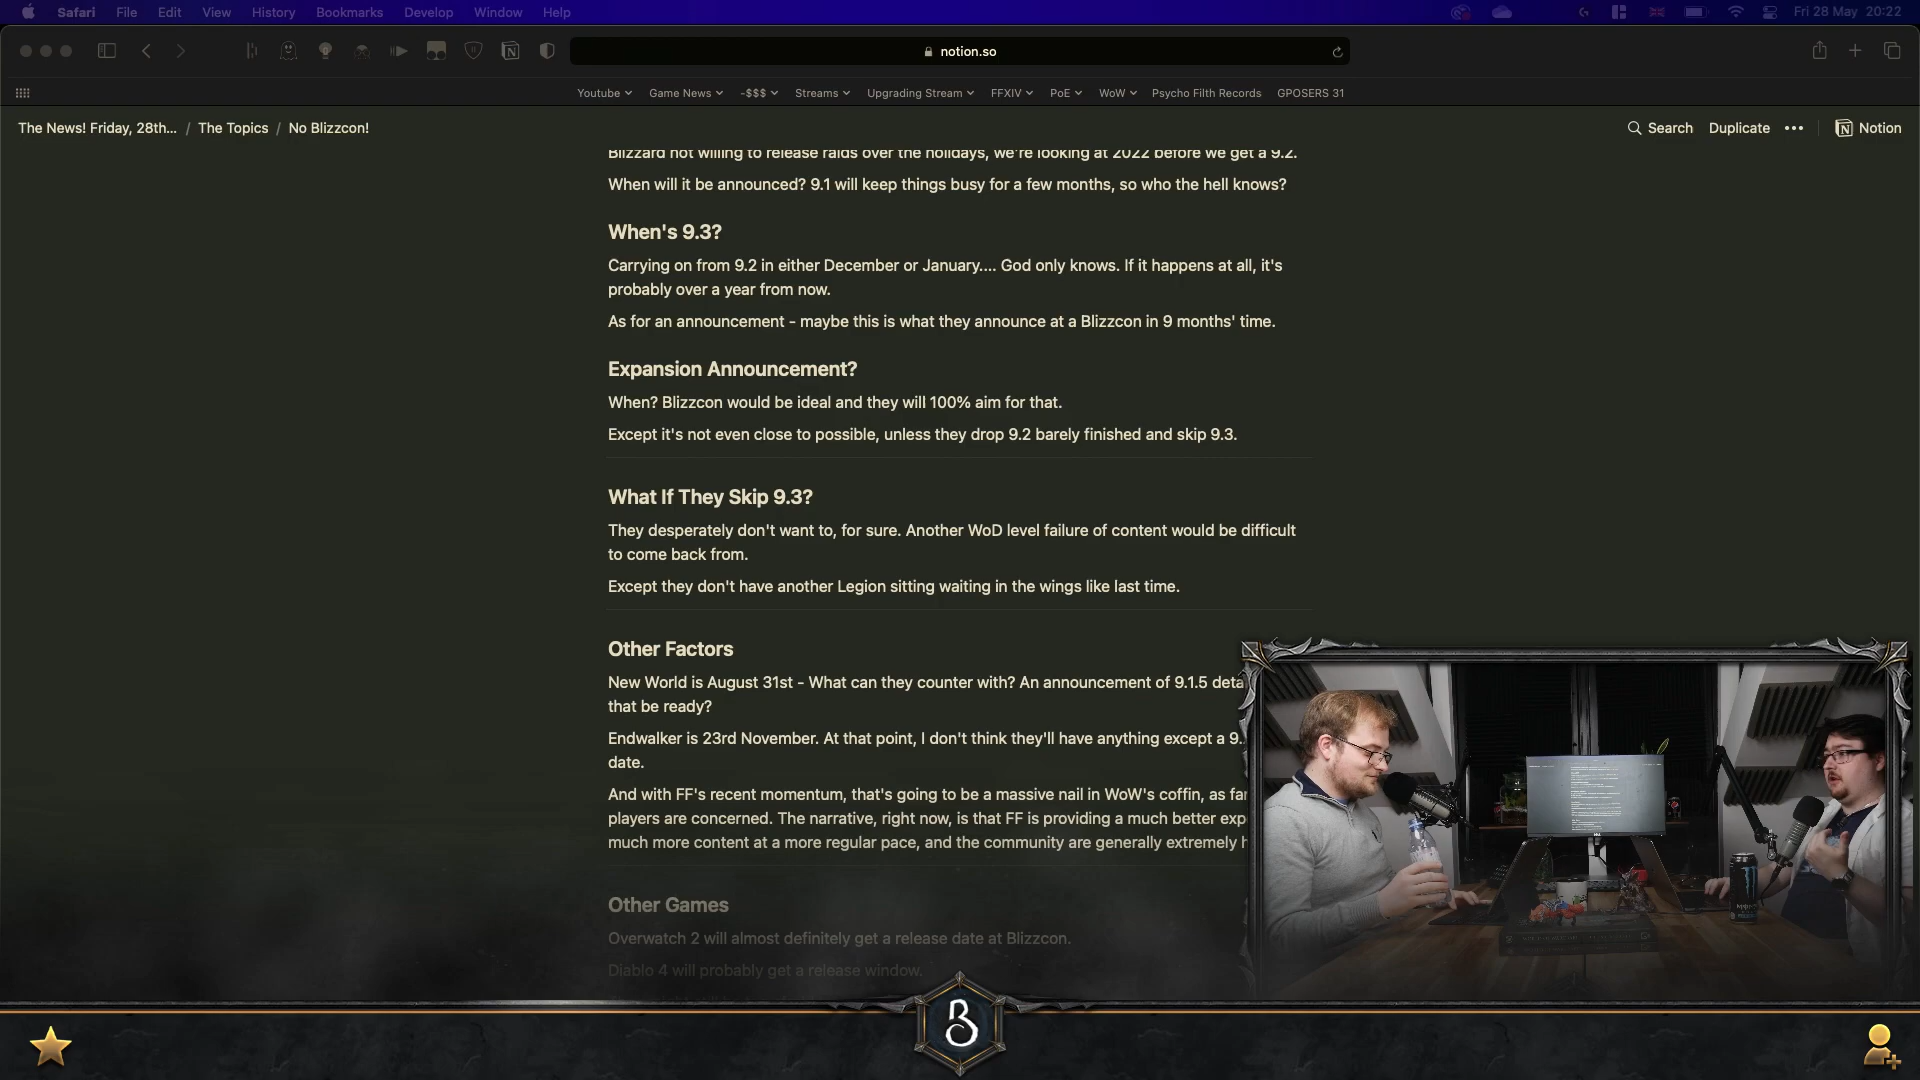 Safari File Edit View History Bookmarks Develop Window Help Fri 28 May 20:22
notion.so
Youtube Game News -$$$ Streams Upgrading Stream FFXIV PoE WoW Psycho Filth Records GPOSERS 31
The News! Friday, 28th... / The Topics / No Blizzcon! Search Duplicate ••• Notion
Blizzard not willing to release raids over the holidays, we're looking at 2022 before we get a 9.2.
When will it be announced? 9.1 will keep things busy for a few months, so who the hell knows?
When's 9.3?
Carrying on from 9.2 in either December or January.... God only knows. If it happens at all, it's
probably over a year from now.
As for an announcement - maybe this is what they announce at a Blizzcon in 9 months' time.
Expansion Announcement?
When? Blizzcon would be ideal and they will 100% aim for that.
Except it's not even close to possible, unless they drop 9.2 barely finished and skip 9.3.
What If They Skip 9.3?
They desperately don't want to, for sure. Another WoD level failure of content would be difficult
to come back from.
Except they don't have another Legion sitting waiting in the wings like last time.
Other Factors
New World is August 31st - What can they counter with? An announcement of 9.1.5 deta
that be ready?
Endwalker is 23rd November. At that point, I don't think they'll have anything except a 9.
date.
And with FF's recent momentum, that's going to be a massive nail in WoW's coffin, as far
players are concerned. The narrative, right now, is that FF is providing a much better exp
much more content at a more regular pace, and the community are generally extremely h
Other Games
Overwatch 2 will almost definitely get a release date at Blizzcon.
Diablo 4 will probably get a release window.
B